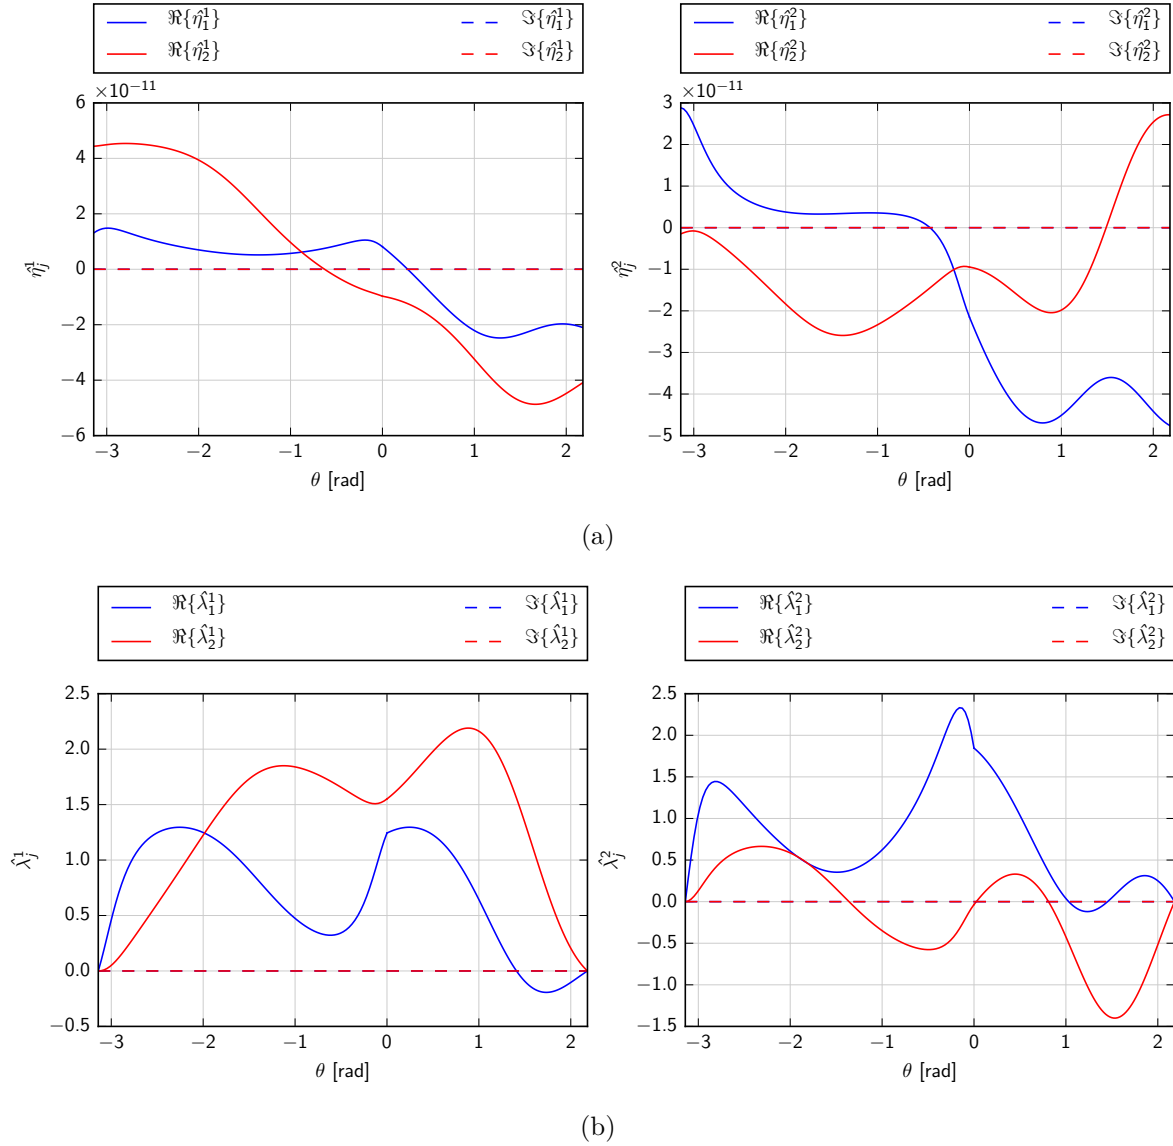 ℜ{η̂₁¹} ℑ{η̂₁¹}
ℜ{η̂₂¹} ℑ{η̂₂¹}
×10⁻¹¹
6
4
2
0
−2
−4
−6
η̂ⱼ¹
−3 −2 −1 0 1 2
θ [rad]
ℜ{η̂₁²} ℑ{η̂₁²}
ℜ{η̂₂²} ℑ{η̂₂²}
×10⁻¹¹
3
2
1
0
−1
−2
−3
−4
−5
η̂ⱼ²
−3 −2 −1 0 1 2
θ [rad]
(a)
ℜ{λ̂₁¹} ℑ{λ̂₁¹}
ℜ{λ̂₂¹} ℑ{λ̂₂¹}
2.5
2.0
1.5
1.0
0.5
0.0
−0.5
λ̂ⱼ¹
−3 −2 −1 0 1 2
θ [rad]
ℜ{λ̂₁²} ℑ{λ̂₁²}
ℜ{λ̂₂²} ℑ{λ̂₂²}
2.5
2.0
1.5
1.0
0.5
0.0
−0.5
−1.0
−1.5
λ̂ⱼ²
−3 −2 −1 0 1 2
θ [rad]
(b)